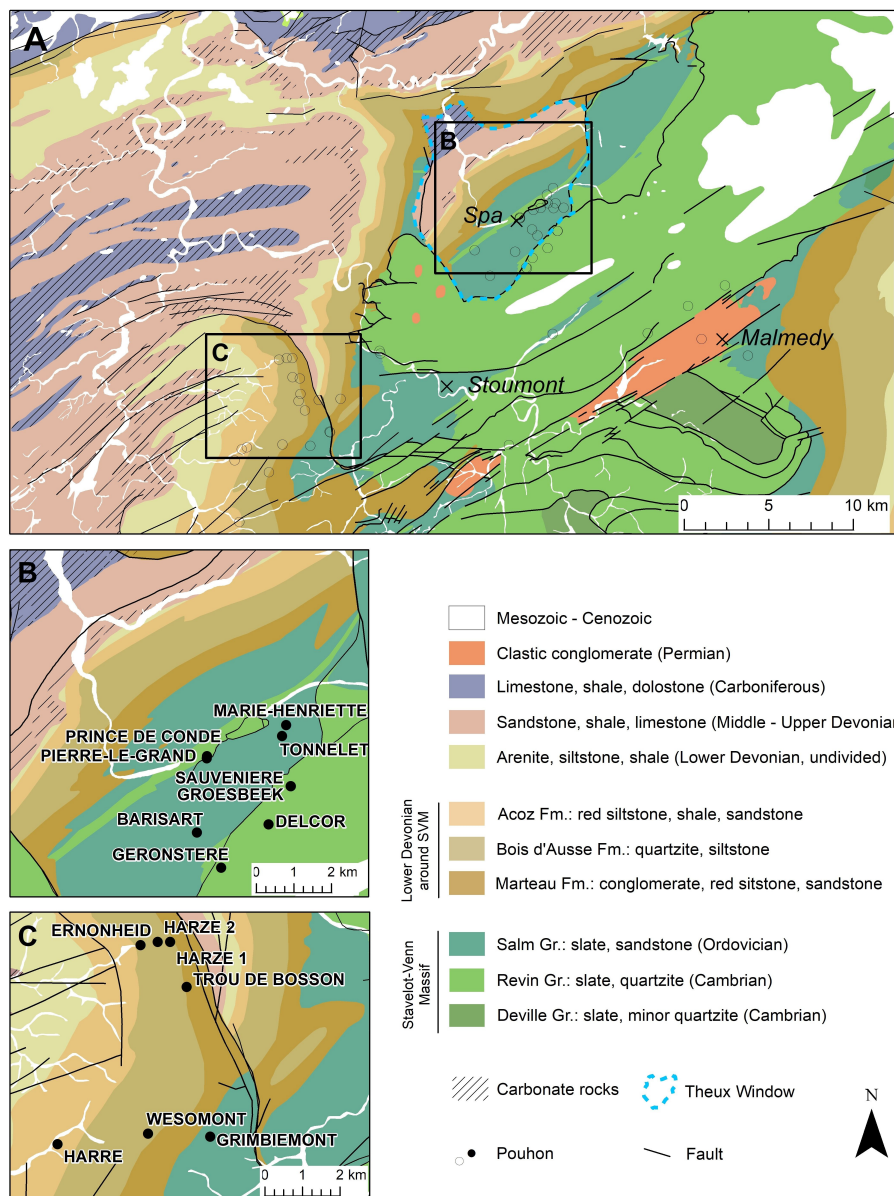 A
B
Spa
Malmedy
C
Stoumont
0 5 10 km
B
MARIE-HENRIETTE
PRINCE DE CONDE
TONNELET
PIERRE-LE-GRAND
SAUVENIERE
GROESBEEK
BARISART
DELCOR
GERONSTERE
0 1 2 km
C
ERNONHEID
HARZE 2
HARZE 1
TROU DE BOSSON
WESOMONT
GRIMBIEMONT
HARRE
0 1 2 km
Mesozoic - Cenozoic
Clastic conglomerate (Permian)
Limestone, shale, dolostone (Carboniferous)
Sandstone, shale, limestone (Middle - Upper Devonian
Arenite, siltstone, shale (Lower Devonian, undivided)
Lower Devonian
around SVM
Acoz Fm.: red siltstone, shale, sandstone
Bois d'Ausse Fm.: quartzite, siltstone
Marteau Fm.: conglomerate, red sitstone, sandstone
Stavelot-Venn
Massif
Salm Gr.: slate, sandstone (Ordovician)
Revin Gr.: slate, quartzite (Cambrian)
Deville Gr.: slate, minor quartzite (Cambrian)
Carbonate rocks
Theux Window
N
Pouhon
Fault